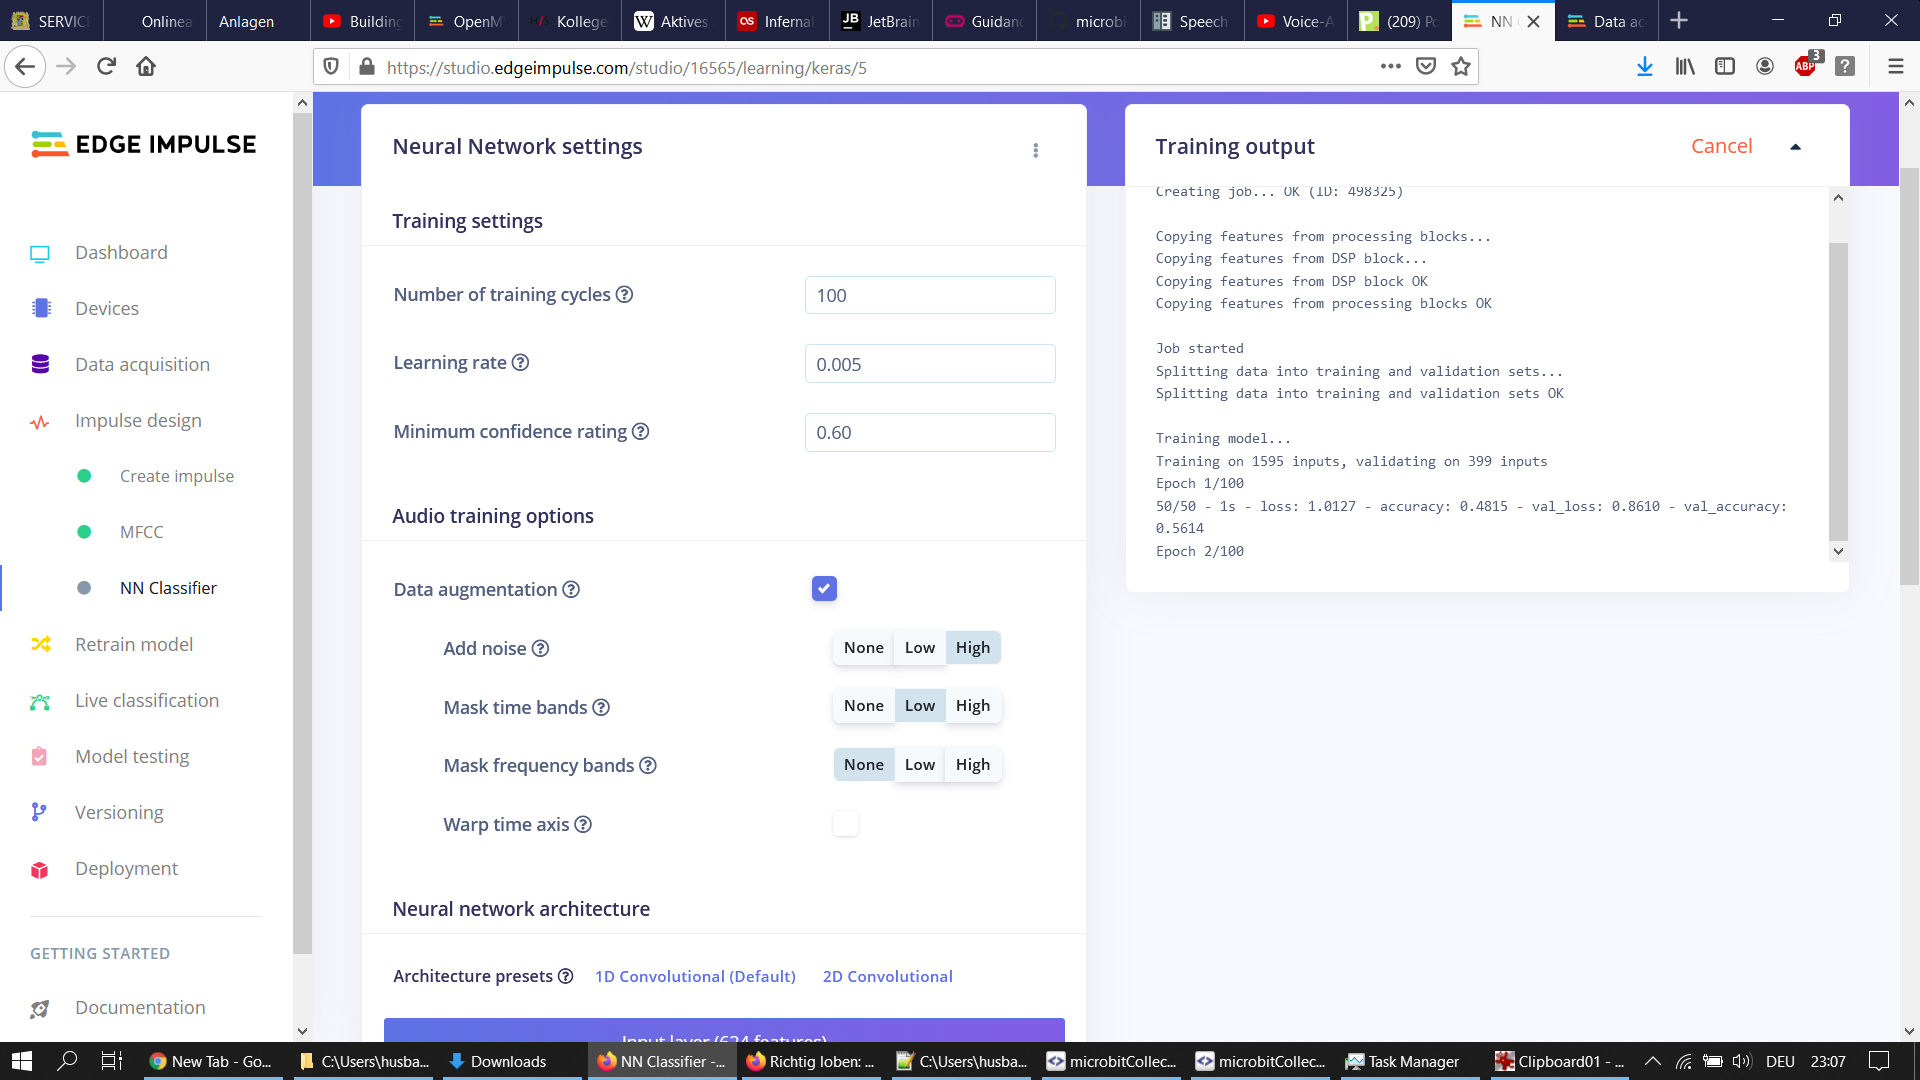 SERVICE
Onlinea
Anlagen
Building
OpenM
Kollege
Aktives
Infernal
JetBrain
Guidanc
microbi
Speech
Voice-A
(209) Po
NN
Data ac
https://studio.edgeimpulse.com/studio/16565/learning/keras/5
ABP
3
EDGE IMPULSE
Dashboard
Devices
Data acquisition
Impulse design
Create impulse
MFCC
NN Classifier
Retrain model
Live classification
Model testing
Versioning
Deployment
GETTING STARTED
Documentation
Neural Network settings
Training settings
Number of training cycles
100
Learning rate
0.005
Minimum confidence rating
0.60
Audio training options
Data augmentation
Add noise
None Low High
Mask time bands
None Low High
Mask frequency bands
None Low High
Warp time axis
Neural network architecture
Architecture presets 1D Convolutional (Default) 2D Convolutional
Input layer (624 features)
Training output
Cancel
Creating job... OK (ID: 498325)
Copying features from processing blocks...
Copying features from DSP block...
Copying features from DSP block OK
Copying features from processing blocks OK
Job started
Splitting data into training and validation sets...
Splitting data into training and validation sets OK
Training model...
Training on 1595 inputs, validating on 399 inputs
Epoch 1/100
50/50 - 1s - loss: 1.0127 - accuracy: 0.4815 - val_loss: 0.8610 - val_accuracy:
0.5614
Epoch 2/100
New Tab - Go...
C:\Users\husba...
Downloads
NN Classifier -...
Richtig loben: ...
C:\Users\husba...
microbitCollec...
microbitCollec...
Task Manager
Clipboard01 - ...
DEU
23:07